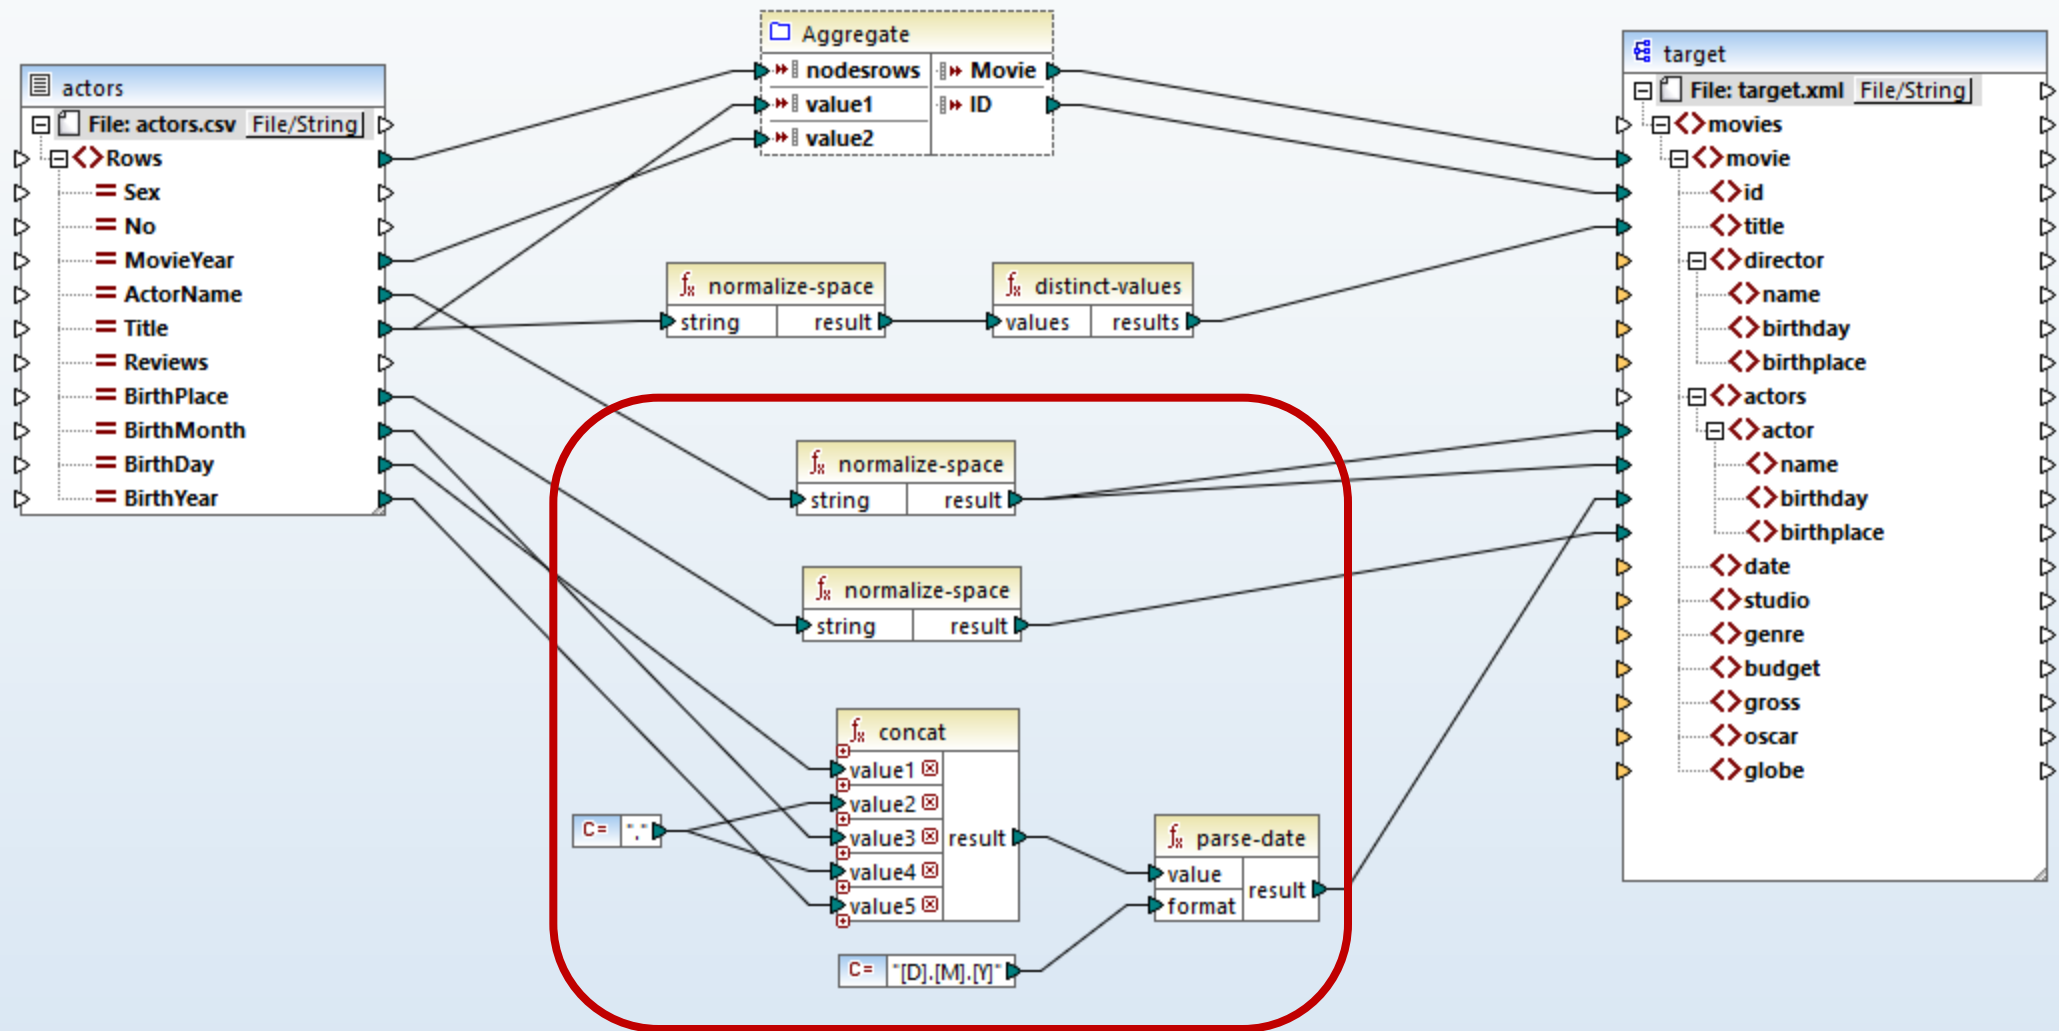 actors
File: actors.csv File/String
Rows
Sex
No
MovieYear
ActorName
Title
Reviews
BirthPlace
BirthMonth
BirthDay
BirthYear
Aggregate
nodesrows Movie
value1 ID
value2
normalize-space
string result
distinct-values
values results
normalize-space
string result
normalize-space
string result
concat
value1
value2
value3 result
value4
value5
C= "."
C= "[D].[M].[Y]"
parse-date
value
result
format
target
File: target.xml File/String
movies
movie
id
title
director
name
birthday
birthplace
actors
actor
name
birthday
birthplace
date
studio
genre
budget
gross
oscar
globe